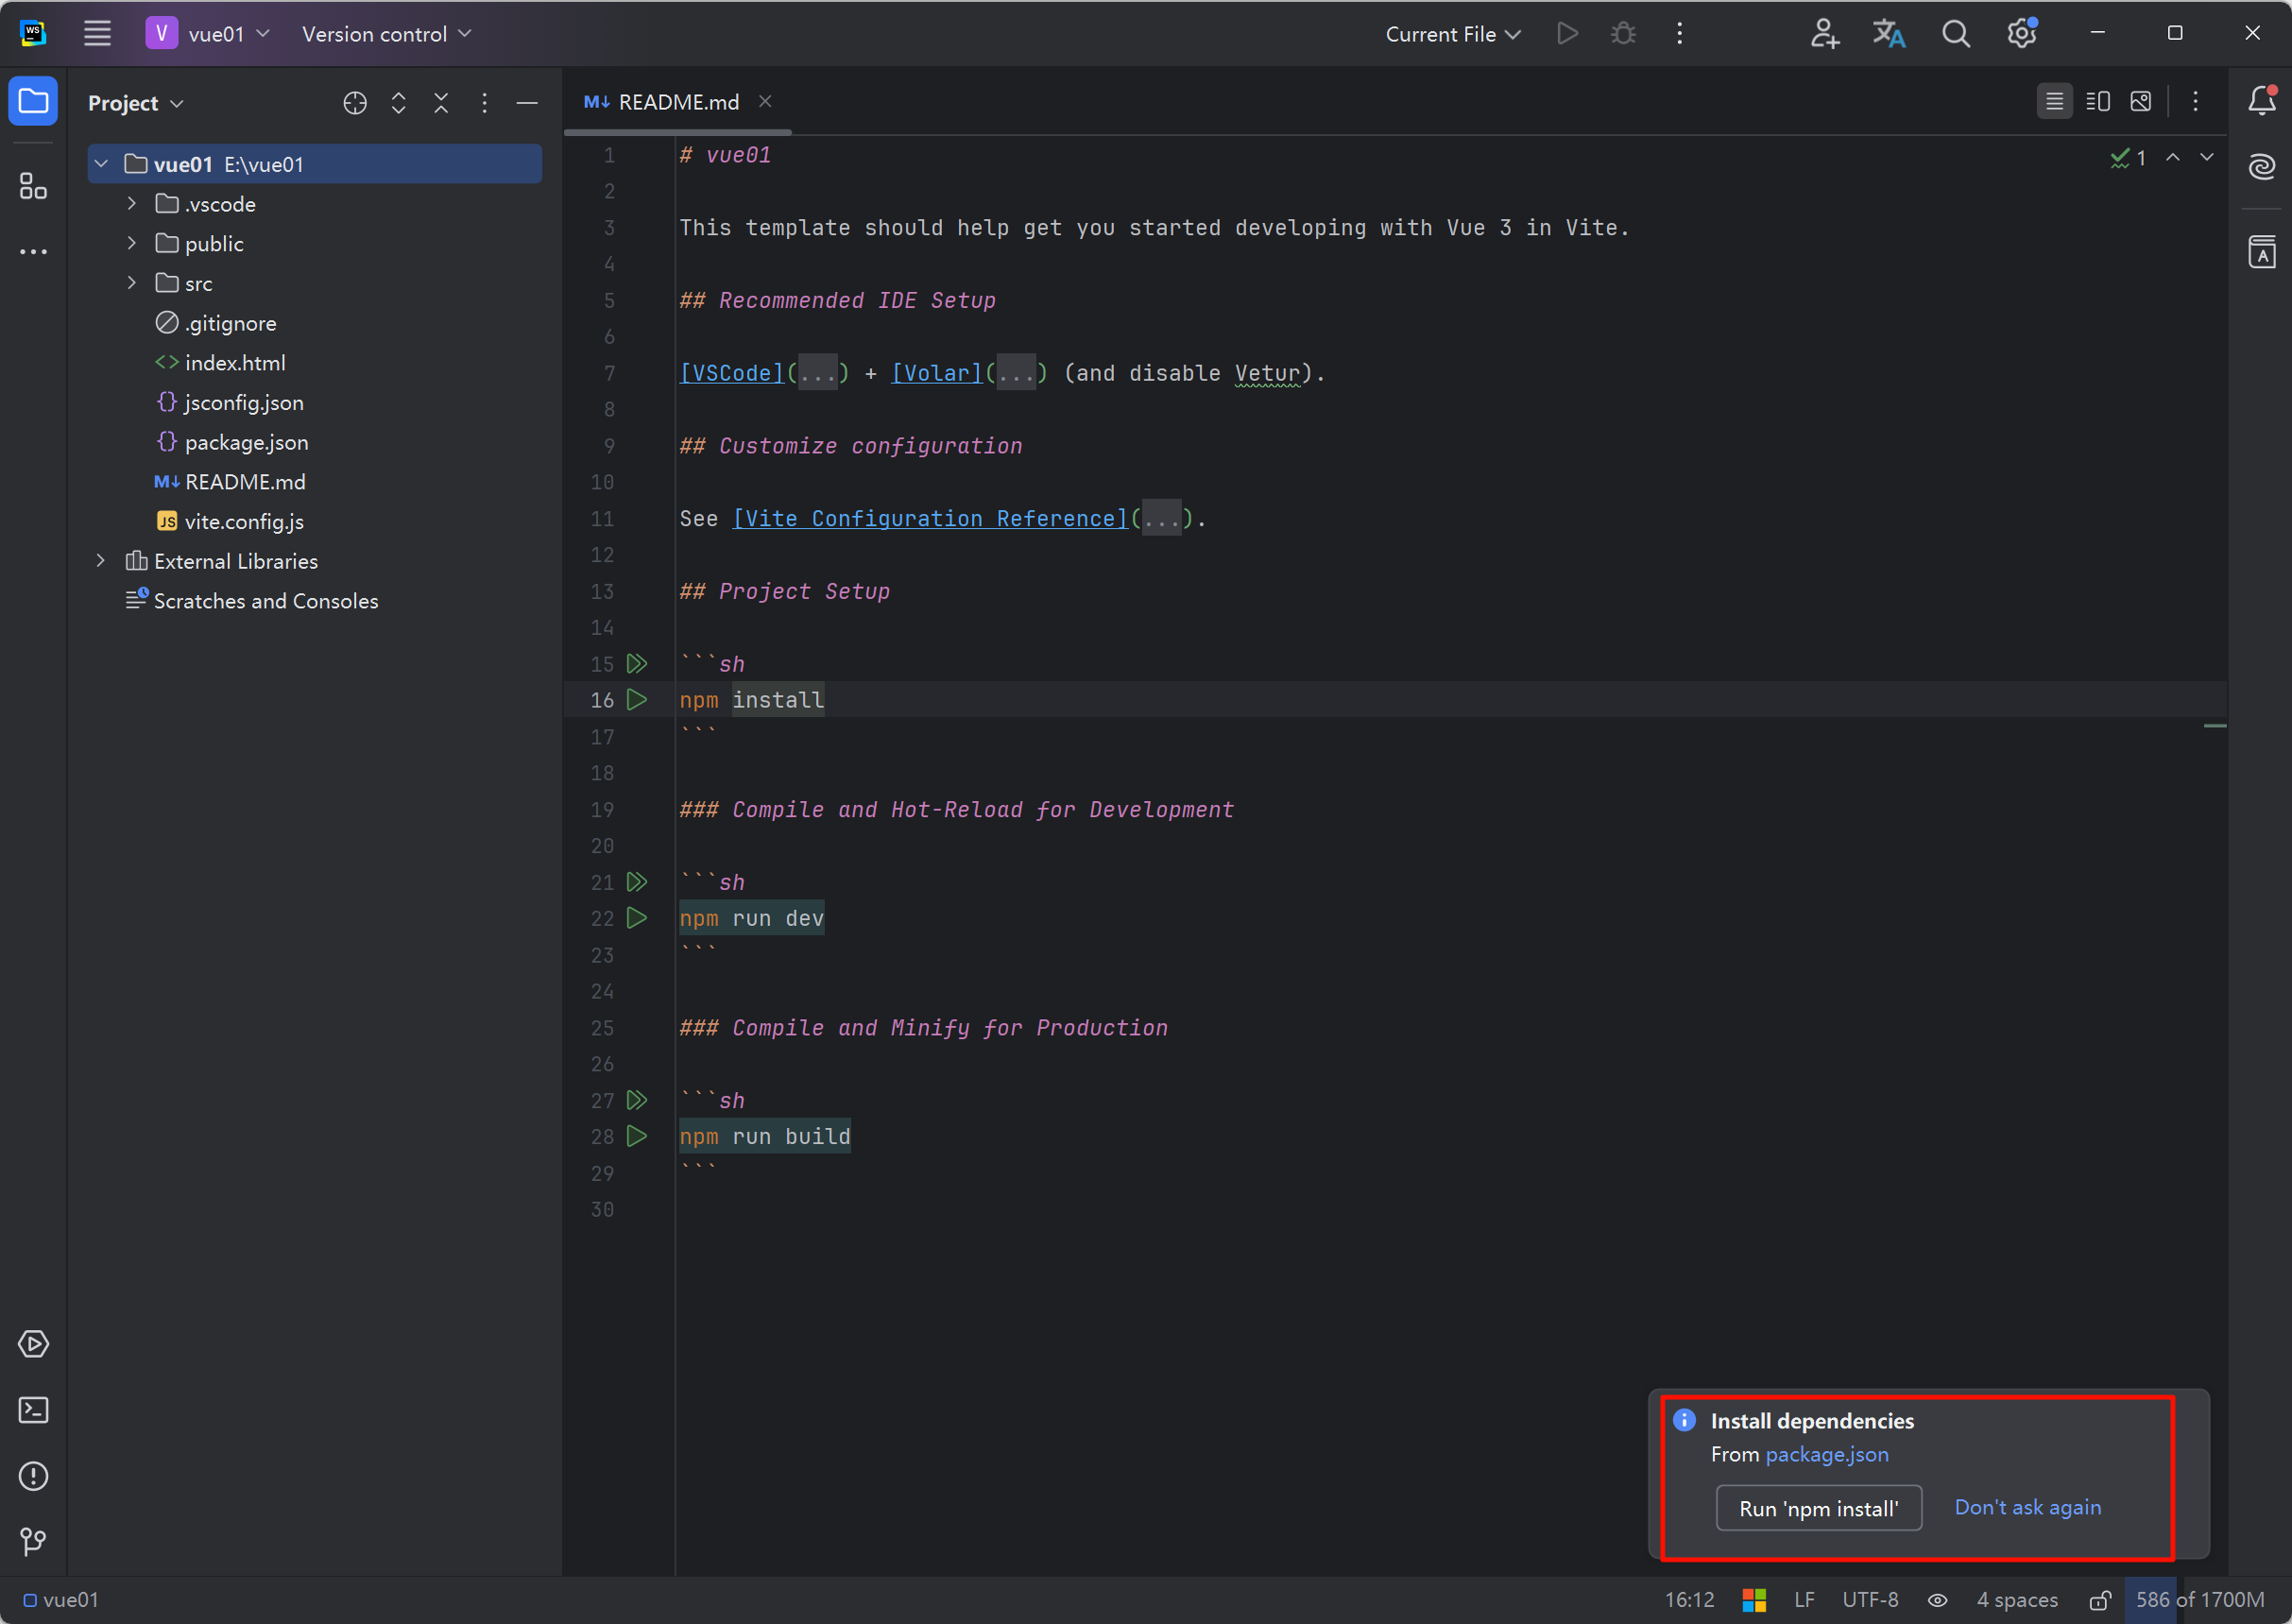 WS
V vue01 Version control Current File
Project
vue01 E:\vue01
.vscode
public
src
.gitignore
<> index.html
{} jsconfig.json
{} package.json
M↓ README.md
JS vite.config.js
External Libraries
Scratches and Consoles
M↓ README.md
1
1 # vue01
2
3 This template should help get you started developing with Vue 3 in Vite.
4
5 ## Recommended IDE Setup
6
7 [VSCode](...) + [Volar](...) (and disable Vetur).
8
9 ## Customize configuration
10
11 See [Vite Configuration Reference](...).
12
13 ## Project Setup
14
15 ```sh
16 npm install
17 ```
18
19 ### Compile and Hot-Reload for Development
20
21 ```sh
22 npm run dev
23 ```
24
25 ### Compile and Minify for Production
26
27 ```sh
28 npm run build
29 ```
30
Install dependencies
From package.json
Run 'npm install' Don't ask again
vue01 16:12 LF UTF-8 4 spaces 586 of 1700M